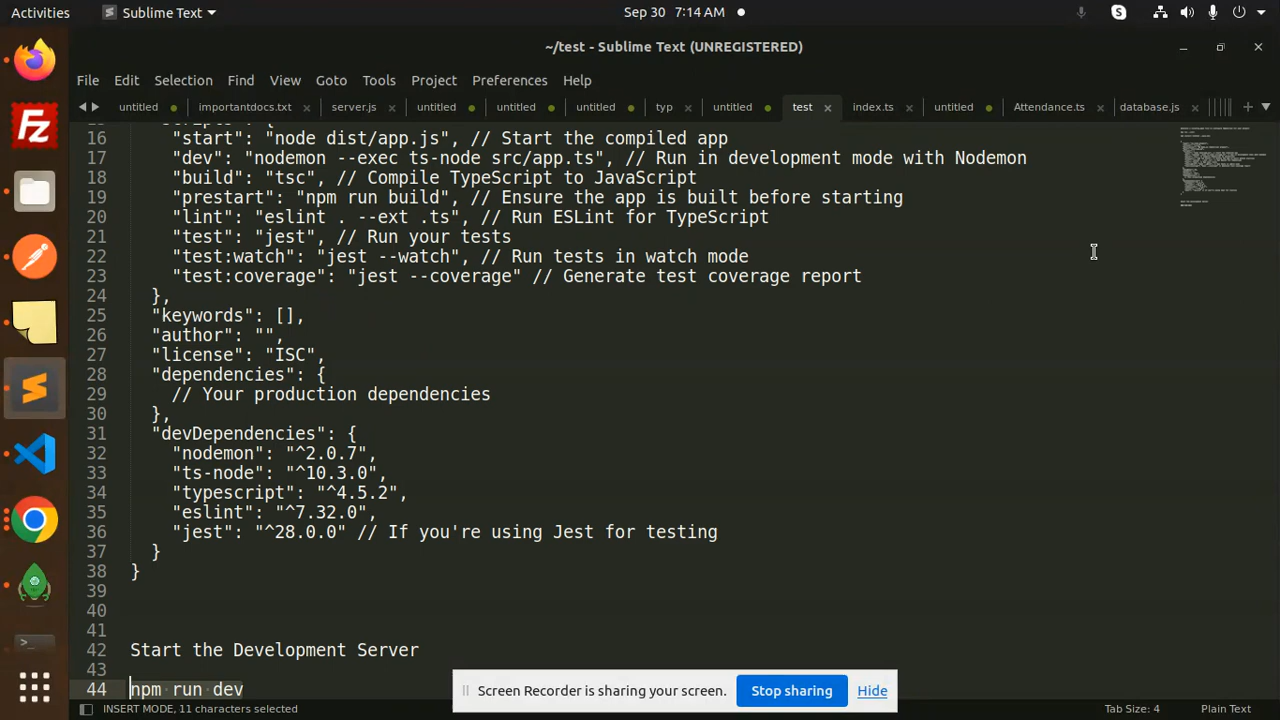 Activities Sublime Text Sep 30 7:14 AM
~/test - Sublime Text (UNREGISTERED)
File Edit Selection Find View Goto Tools Project Preferences Help
untitled importantdocs.txt server.js untitled untitled untitled typ untitled test index.ts untitled Attendance.ts database.js
16 "start": "node dist/app.js", // Start the compiled app
17 "dev": "nodemon --exec ts-node src/app.ts", // Run in development mode with Nodemon
18 "build": "tsc", // Compile TypeScript to JavaScript
19 "prestart": "npm run build", // Ensure the app is built before starting
20 "lint": "eslint . --ext .ts", // Run ESLint for TypeScript
21 "test": "jest", // Run your tests
22 "test:watch": "jest --watch", // Run tests in watch mode
23 "test:coverage": "jest --coverage" // Generate test coverage report
24 },
25 "keywords": [],
26 "author": "",
27 "license": "ISC",
28 "dependencies": {
29 // Your production dependencies
30 },
31 "devDependencies": {
32 "nodemon": "^2.0.7",
33 "ts-node": "^10.3.0",
34 "typescript": "^4.5.2",
35 "eslint": "^7.32.0",
36 "jest": "^28.0.0" // If you're using Jest for testing
37 }
38 }
39
40
41
42 Start the Development Server
43
44 npm run dev
Screen Recorder is sharing your screen. Stop sharing Hide
INSERT MODE, 11 characters selected Tab Size: 4 Plain Text